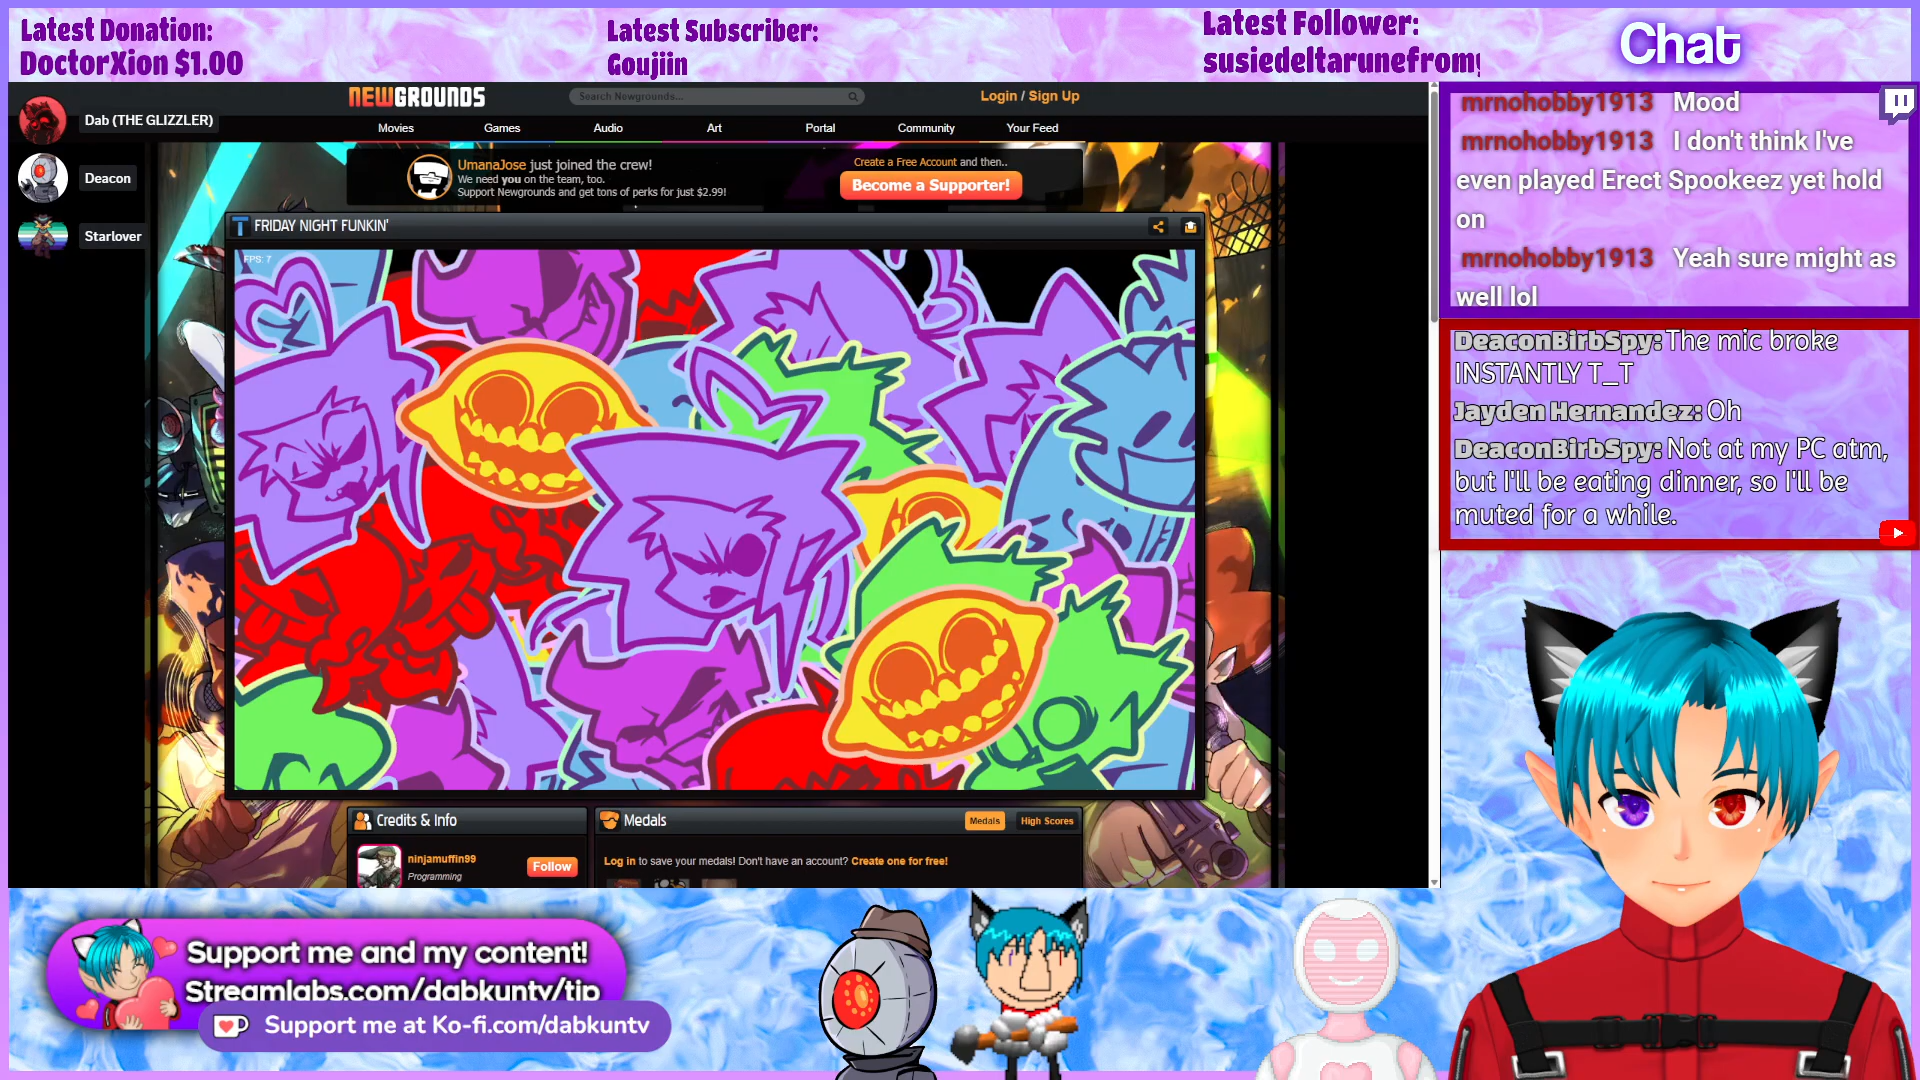 Latest Donation:
DoctorXion $1.00
Latest Subscriber:
Goujiin
Latest Follower:
susiedeltarunefrom
Chat
Dab (THE GLIZZLER)
Deacon
Starlover
NEWGROUNDS
Search Newgrounds...
Login / Sign Up
Movies
Games
Audio
Art
Portal
Community
Your Feed
UmanaJose just joined the crew!
We need you on the team, too.
Support Newgrounds and get tons of perks for just $2.99!
Create a Free Account and then..
Become a Supporter!
T FRIDAY NIGHT FUNKIN'
FPS: 7
Credits & Info
ninjamuffin99
Programming
Follow
Medals
Medals
High Scores
Log in to save your medals! Don't have an account? Create one for free!
mrnohobby1913 Mood
mrnohobby1913 I don't think I've
even played Erect Spookeez yet hold
on
mrnohobby1913 Yeah sure might as
well lol
DeaconBirbSpy: The mic broke
INSTANTLY T_T
Jayden Hernandez: Oh
DeaconBirbSpy: Not at my PC atm,
but I'll be eating dinner, so I'll be
muted for a while.
Support me and my content!
Streamlabs.com/dabkuntv/tip
Support me at Ko-fi.com/dabkuntv